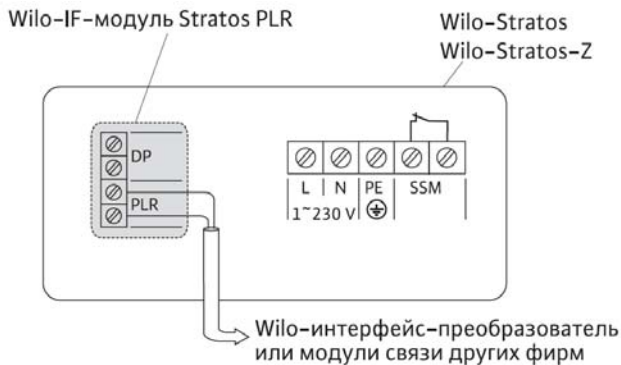 Wilo-IF-модуль Stratos PLR
Wilo-Stratos
Wilo-Stratos-Z
DP
PLR
L N PE SSM
1~230 V
Wilo-интерфейс-преобразователь
или модули связи других фирм